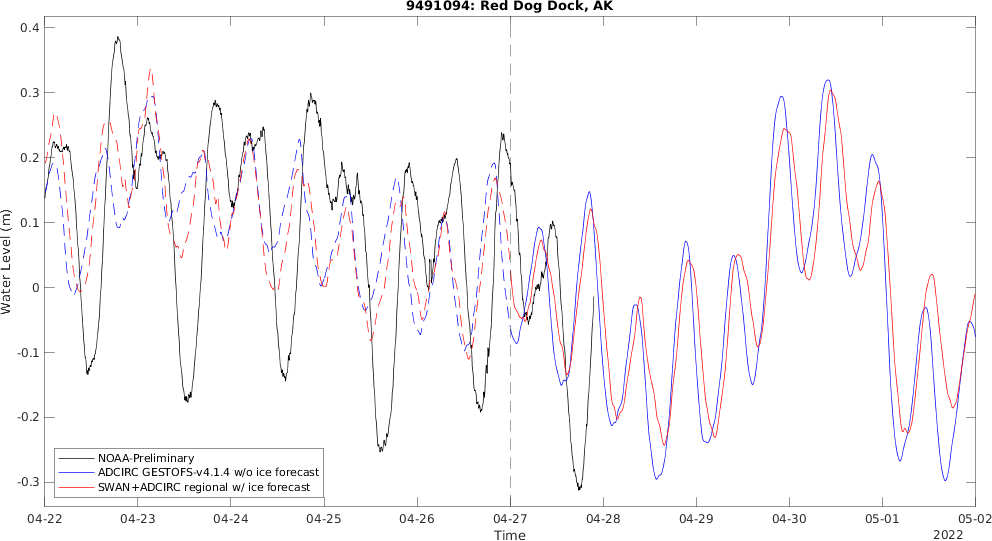 9491094: Red Dog Dock, AK
Water Level (m)
0.4
0.3
0.2
0.1
0
-0.1
-0.2
-0.3
NOAA-Preliminary
ADCIRC GESTOFS-v4.1.4 w/o ice forecast
SWAN+ADCIRC regional w/ ice forecast
04-22 04-23 04-24 04-25 04-26 04-27 04-28 04-29 04-30 05-01 05-02
Time
2022